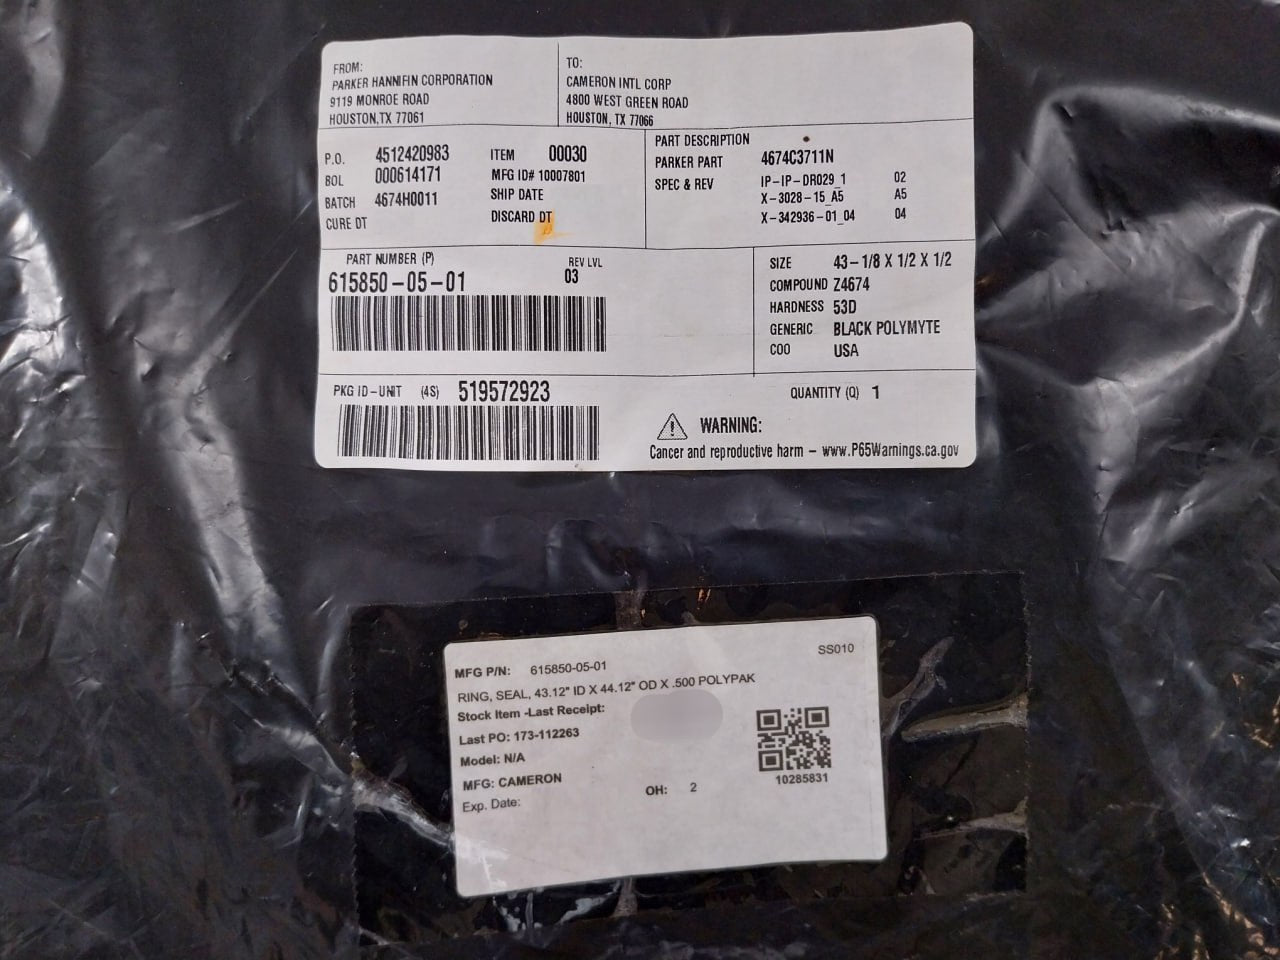 FROM:
PARKER HANNIFIN CORPORATION
9119 MONROE ROAD
HOUSTON,TX 77061
TO:
CAMERON INTL CORP
4800 WEST GREEN ROAD
HOUSTON, TX 77066
P.O. 4512420983 ITEM 00030
BOL 000614171 MFG ID# 10007801
BATCH 4674H0011 SHIP DATE
CURE DT DISCARD DT
PART DESCRIPTION
PARKER PART 4674C3711N
SPEC & REV IP-IP-DR029_1 02
X-3028-15_A5 A5
X-342936-01_04 04
PART NUMBER (P) REV LVL
615850-05-01 03
SIZE 43-1/8 X 1/2 X 1/2
COMPOUND Z4674
HARDNESS 53D
GENERIC BLACK POLYMYTE
COO USA
PKG ID-UNIT (4S) 519572923
QUANTITY (Q) 1
WARNING:
Cancer and reproductive harm - www.P65Warnings.ca.gov
SS010
MFG P/N: 615850-05-01
RING, SEAL, 43.12" ID X 44.12" OD X .500 POLYPAK
Stock Item -Last Receipt:
Last PO: 173-112263
Model: N/A
MFG: CAMERON
Exp. Date:
OH: 2
10285831